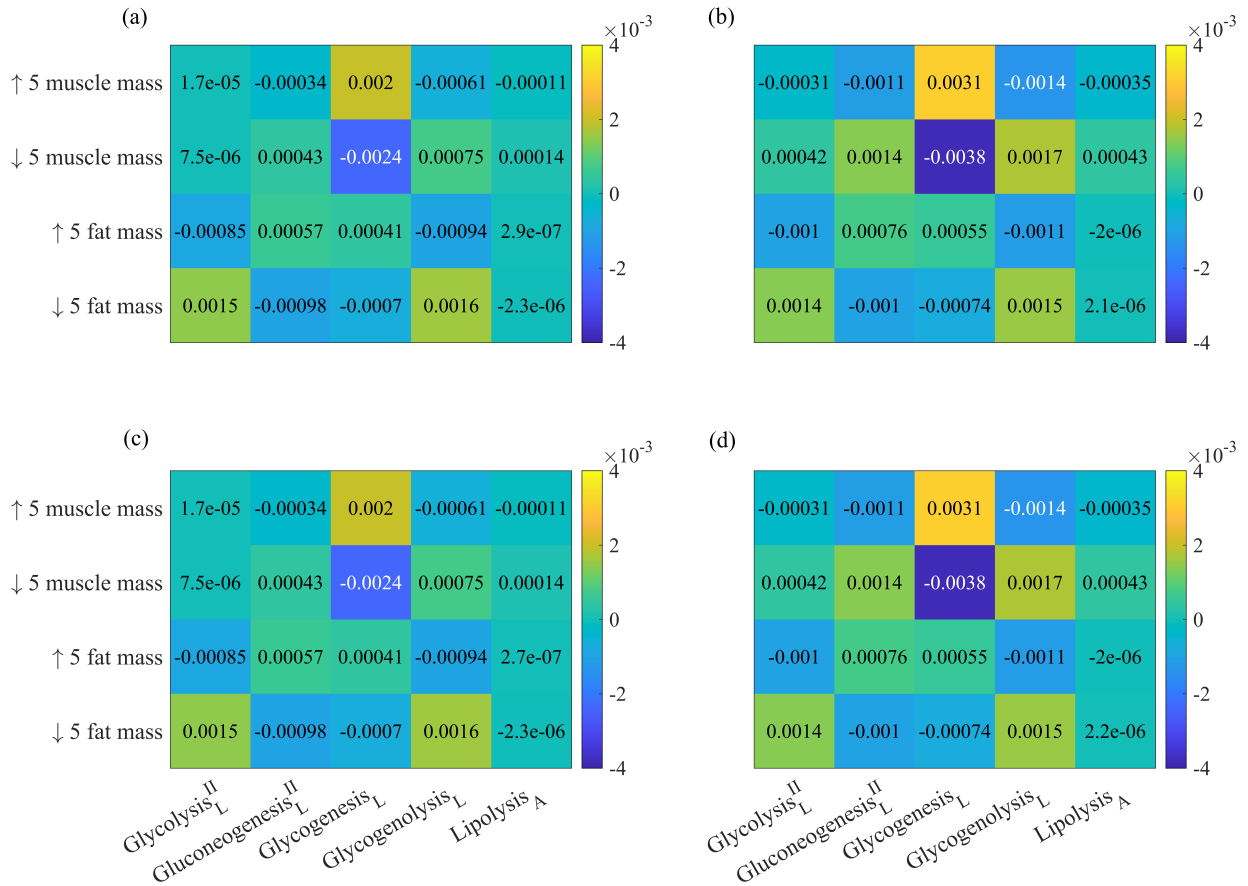 (a)
(b)
×10⁻³
×10⁻³
↑ 5 muscle mass 1.7e-05 -0.00034 0.002 -0.00061 -0.00011
-0.00031 -0.0011 0.0031 -0.0014 -0.00035
↓ 5 muscle mass 7.5e-06 0.00043 -0.0024 0.00075 0.00014
0.00042 0.0014 -0.0038 0.0017 0.00043
↑ 5 fat mass -0.00085 0.00057 0.00041 -0.00094 2.9e-07
-0.001 0.00076 0.00055 -0.0011 -2e-06
↓ 5 fat mass 0.0015 -0.00098 -0.0007 0.0016 -2.3e-06
0.0014 -0.001 -0.00074 0.0015 2.1e-06
4
2
0
-2
-4
4
2
0
-2
-4
(c)
(d)
×10⁻³
×10⁻³
↑ 5 muscle mass 1.7e-05 -0.00034 0.002 -0.00061 -0.00011
-0.00031 -0.0011 0.0031 -0.0014 -0.00035
↓ 5 muscle mass 7.5e-06 0.00043 -0.0024 0.00075 0.00014
0.00042 0.0014 -0.0038 0.0017 0.00043
↑ 5 fat mass -0.00085 0.00057 0.00041 -0.00094 2.7e-07
-0.001 0.00076 0.00055 -0.0011 -2e-06
↓ 5 fat mass 0.0015 -0.00098 -0.0007 0.0016 -2.3e-06
0.0014 -0.001 -0.00074 0.0015 2.2e-06
4
2
0
-2
-4
4
2
0
-2
-4
Glycolysis_L^II
Gluconeogenesis_L^II
Glycogenesis_L
Glycogenolysis_L
Lipolysis_A
Glycolysis_L^II
Gluconeogenesis_L^II
Glycogenesis_L
Glycogenolysis_L
Lipolysis_A